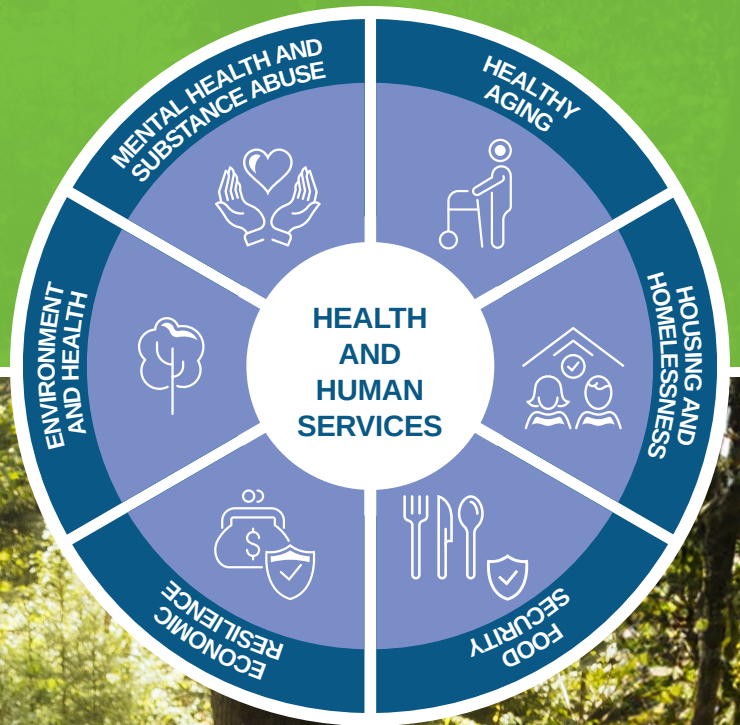 MENTAL HEALTH AND
SUBSTANCE ABUSE
HEALTHY
AGING
HOUSING AND
HOMELESSNESS
FOOD
SECURITY
ECONOMIC
RESILIENCE
ENVIRONMENT
AND HEALTH
HEALTH
AND
HUMAN
SERVICES
$